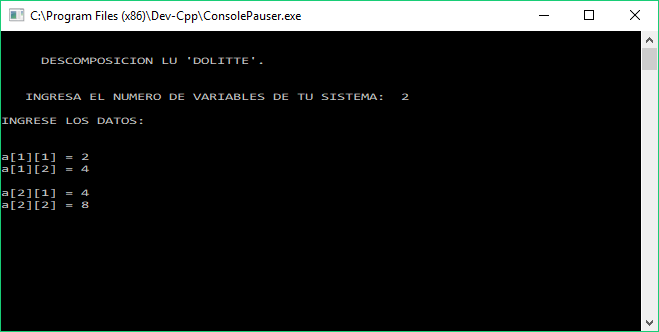 C:\Program Files (x86)\Dev-Cpp\ConsolePauser.exe
DESCOMPOSICION LU 'DOLITTE'.
INGRESA EL NUMERO DE VARIABLES DE TU SISTEMA: 2
INGRESE LOS DATOS:
a[1][1] = 2
a[1][2] = 4
a[2][1] = 4
a[2][2] = 8